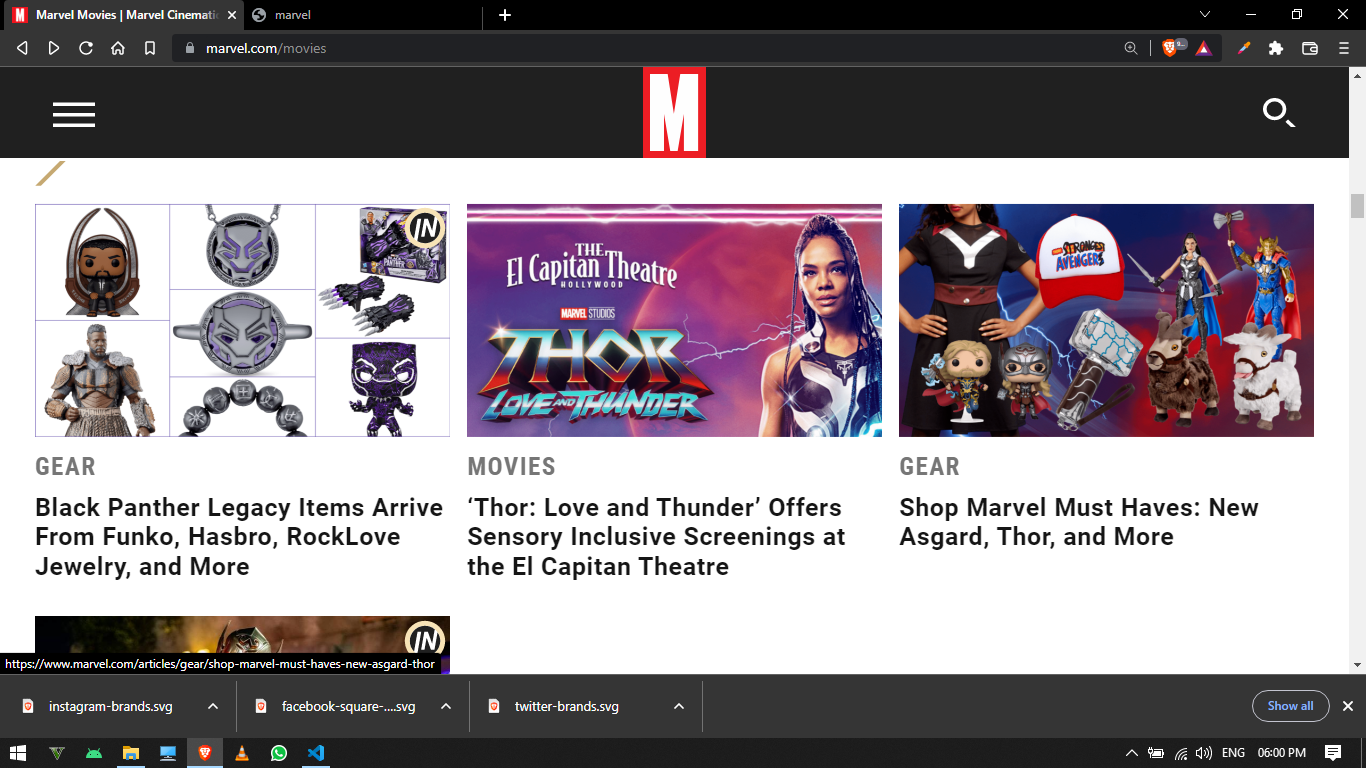 Marvel Movies | Marvel Cinematic
marvel
marvel.com/movies
M
IN
PANTHER
THE
El Capitan Theatre
HOLLYWOOD
MARVEL STUDIOS
THOR
LOVE AND THUNDER
STRONGEST
AVENGERS
GEAR
Black Panther Legacy Items Arrive
From Funko, Hasbro, RockLove
Jewelry, and More
MOVIES
‘Thor: Love and Thunder’ Offers
Sensory Inclusive Screenings at
the El Capitan Theatre
GEAR
Shop Marvel Must Haves: New
Asgard, Thor, and More
IN
https://www.marvel.com/articles/gear/shop-marvel-must-haves-new-asgard-thor
instagram-brands.svg
facebook-square-....svg
twitter-brands.svg
Show all
ENG
06:00 PM